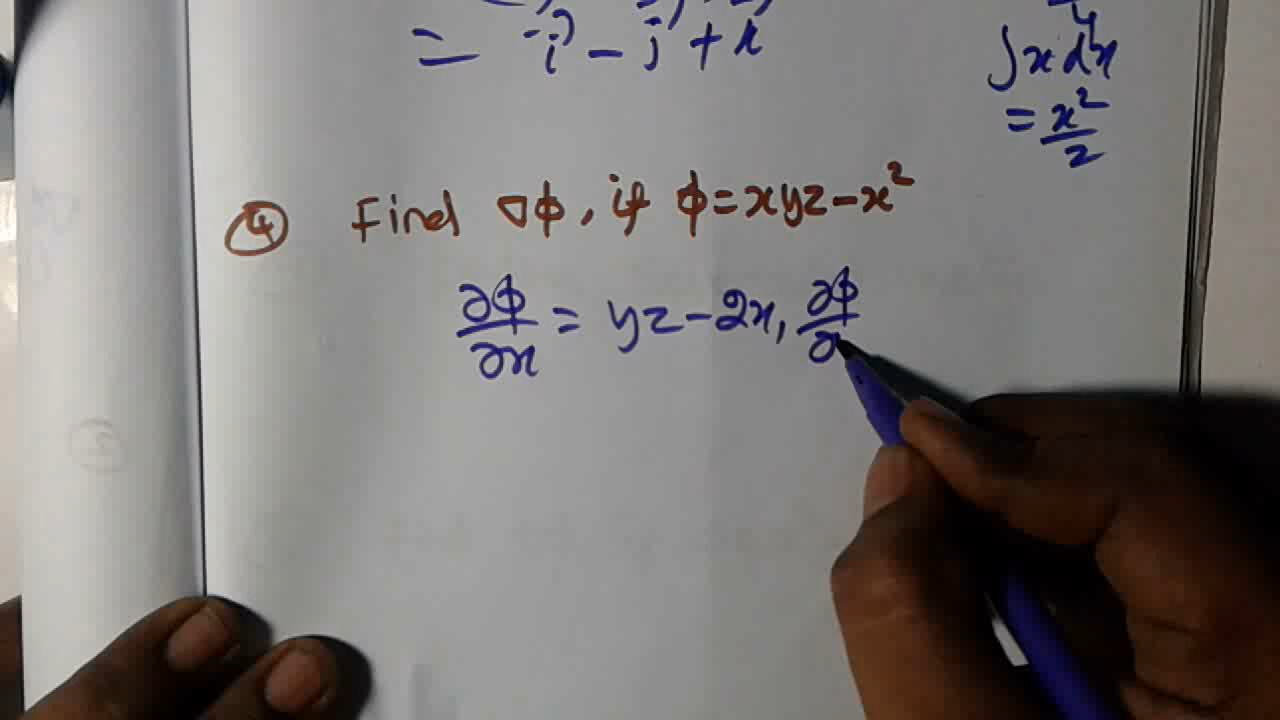 = i - j + k
∫x dx
= x²/2
④ Find ∇ϕ, if ϕ=xyz-x²
∂ϕ/∂x = yz-2x, ∂ϕ/∂